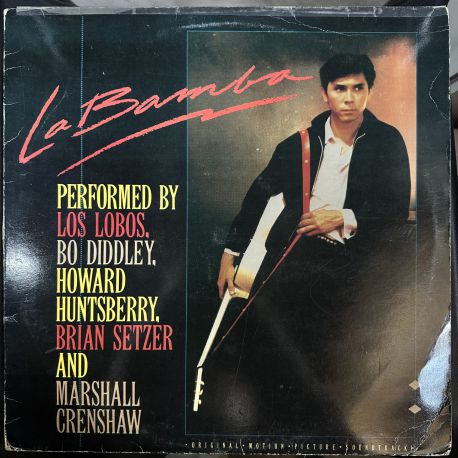 La Bamba
PERFORMED BY
LOS LOBOS,
BO DIDDLEY,
HOWARD
HUNTSBERRY,
BRIAN SETZER
AND
MARSHALL
CRENSHAW
• ORIGINAL • MOTION • PICTURE • SOUNDTRACK •